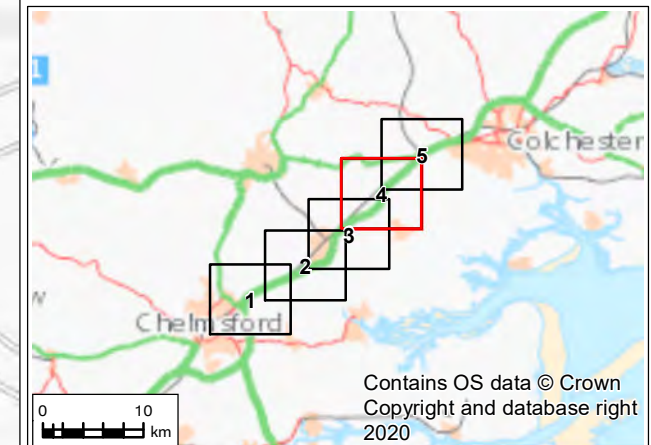 1
Colchester
5
4
3
2
1
W
Chelmsford
0 10
km
Contains OS data © Crown
Copyright and database right
2020